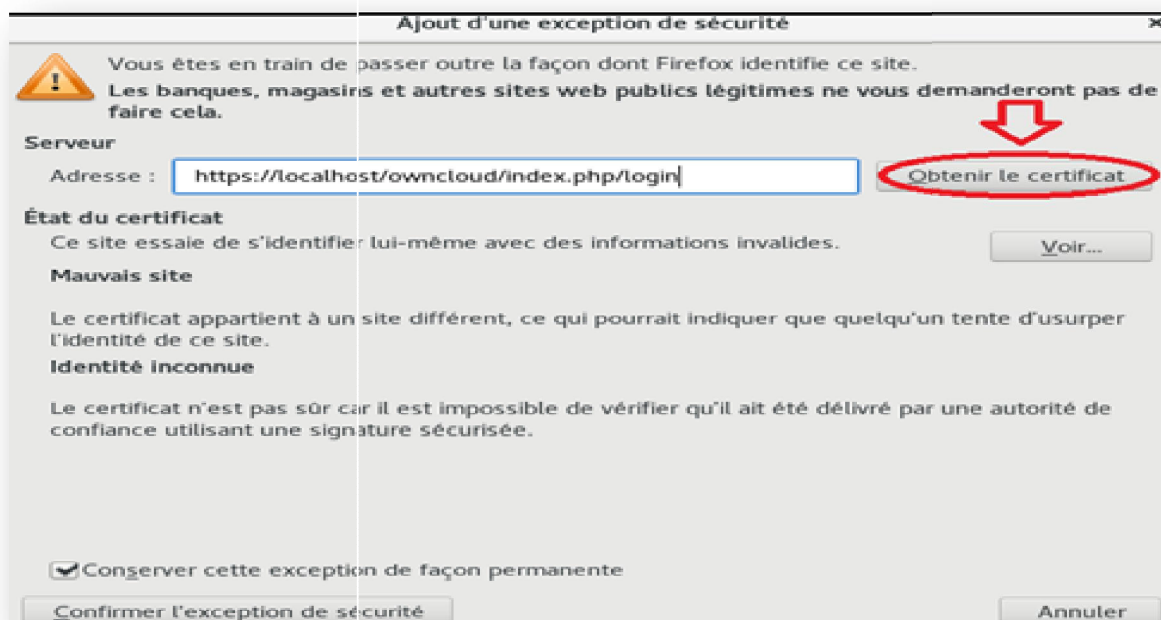 Ajout d'une exception de sécurité
Vous êtes en train de passer outre la façon dont Firefox identifie ce site.
Les banques, magasins et autres sites web publics légitimes ne vous demanderont pas de
faire cela.
Serveur
Adresse : https://localhost/owncloud/index.php/login Obtenir le certificat
État du certificat
Ce site essaie de s'identifier lui-même avec des informations invalides. Voir...
Mauvais site
Le certificat appartient à un site différent, ce qui pourrait indiquer que quelqu'un tente d'usurper
l'identité de ce site.
Identité inconnue
Le certificat n'est pas sûr car il est impossible de vérifier qu'il ait été délivré par une autorité de
confiance utilisant une signature sécurisée.
Conserver cette exception de façon permanente
Confirmer l'exception de sécurité Annuler